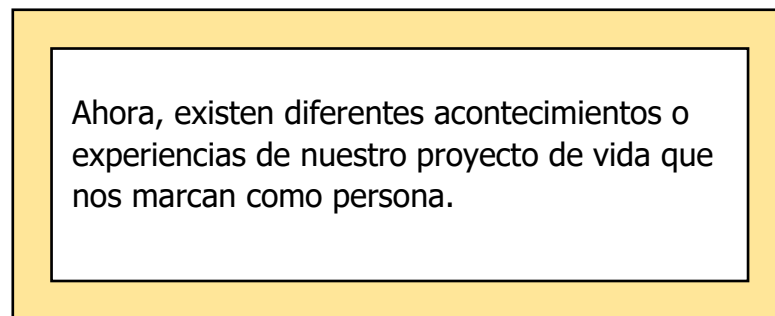 Ahora, existen diferentes acontecimientos o
experiencias de nuestro proyecto de vida que
nos marcan como persona.